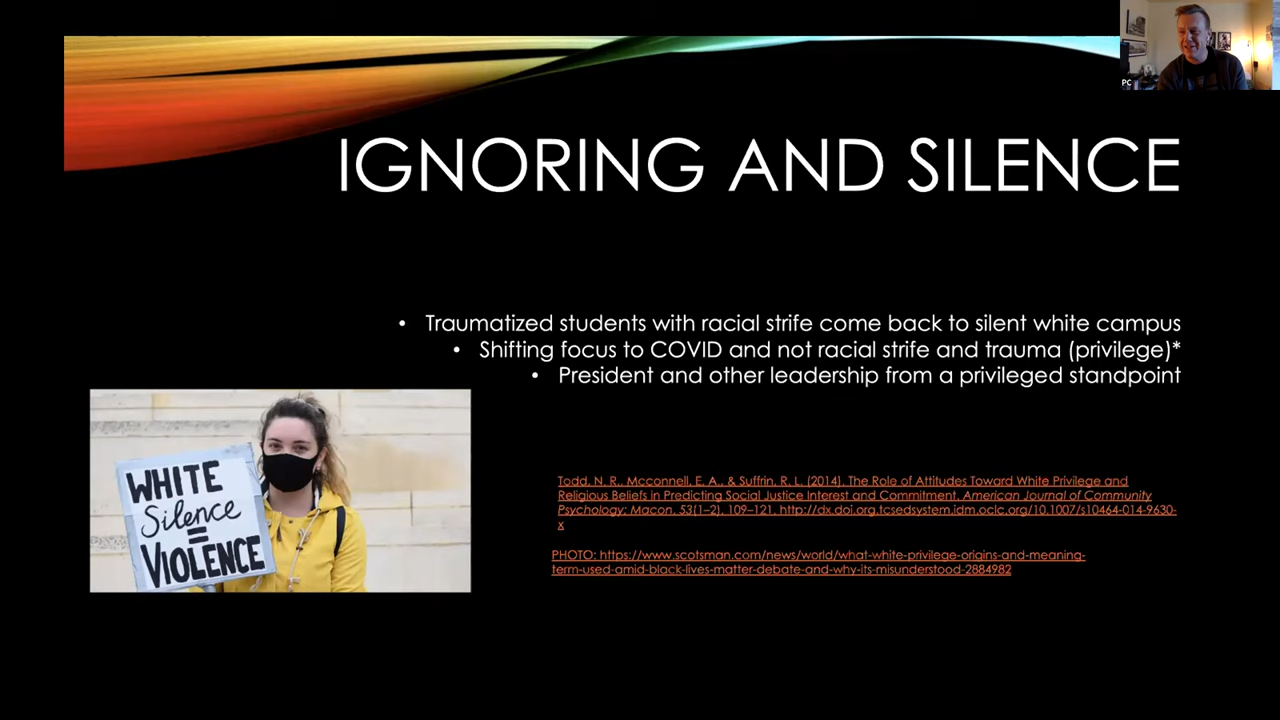 PC
IGNORING AND SILENCE
• Traumatized students with racial strife come back to silent white campus
• Shifting focus to COVID and not racial strife and trauma (privilege)*
• President and other leadership from a privileged standpoint
WHITE
Silence
=
VIOLENCE
Todd, N. R., Mcconnell, E. A., & Suffrin, R. L. (2014). The Role of Attitudes Toward White Privilege and
Religious Beliefs in Predicting Social Justice Interest and Commitment. American Journal of Community
Psychology; Macon, 53(1–2), 109–121. http://dx.doi.org.tcsedsystem.idm.oclc.org/10.1007/s10464-014-9630-
x
PHOTO: https://www.scotsman.com/news/world/what-white-privilege-origins-and-meaning-
term-used-amid-black-lives-matter-debate-and-why-its-misunderstood-2884982